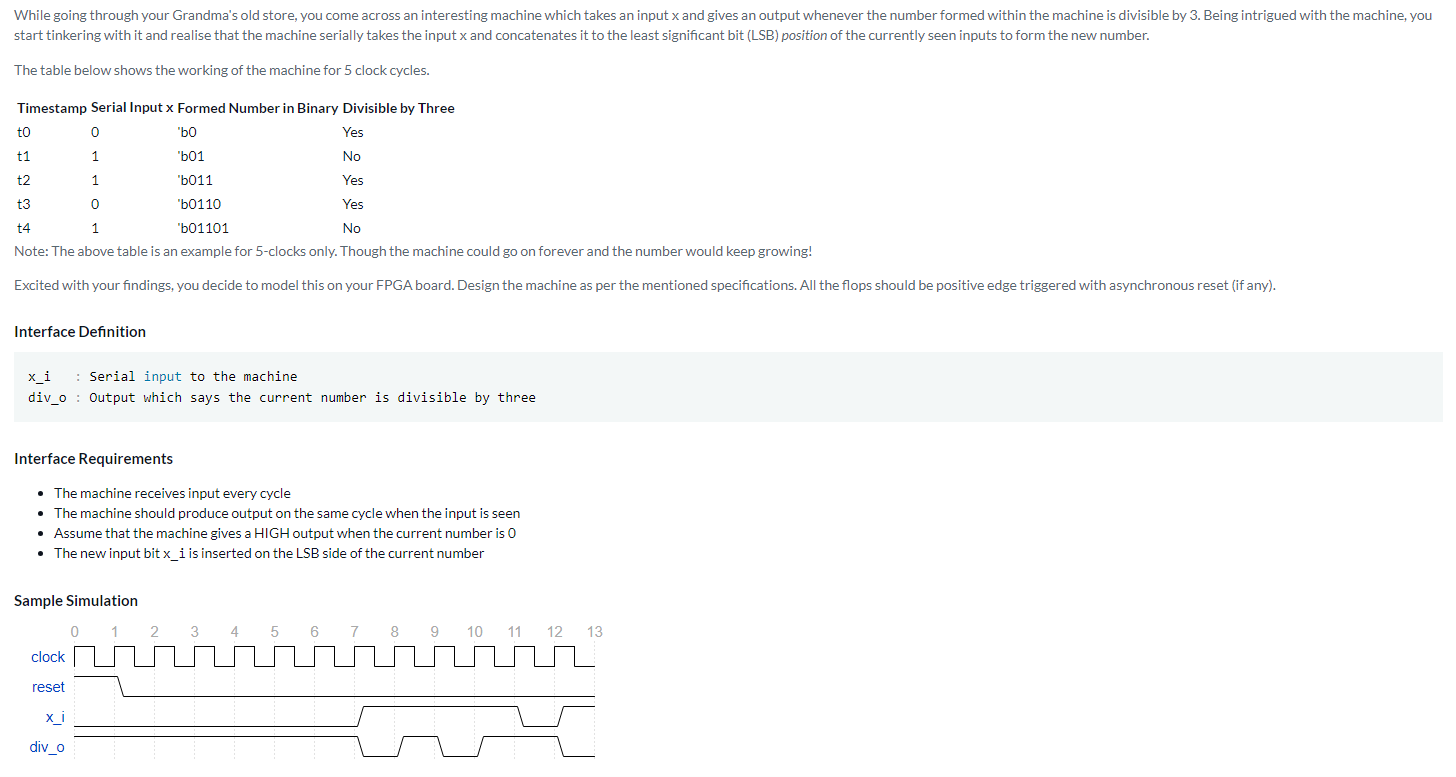 While going through your Grandma's old store, you come across an interesting machine which takes an input x and gives an output whenever the number formed within the machine is divisible by 3. Being intrigued with the machine, you
start tinkering with it and realise that the machine serially takes the input x and concatenates it to the least significant bit (LSB) position of the currently seen inputs to form the new number.
The table below shows the working of the machine for 5 clock cycles.
Timestamp Serial Input x Formed Number in Binary Divisible by Three
t0 0 'b0 Yes
t1 1 'b01 No
t2 1 'b011 Yes
t3 0 'b0110 Yes
t4 1 'b01101 No
Note: The above table is an example for 5-clocks only. Though the machine could go on forever and the number would keep growing!
Excited with your findings, you decide to model this on your FPGA board. Design the machine as per the mentioned specifications. All the flops should be positive edge triggered with asynchronous reset (if any).
Interface Definition
x_i : Serial input to the machine
div_o : Output which says the current number is divisible by three
Interface Requirements
• The machine receives input every cycle
• The machine should produce output on the same cycle when the input is seen
• Assume that the machine gives a HIGH output when the current number is 0
• The new input bit x_i is inserted on the LSB side of the current number
Sample Simulation
0 1 2 3 4 5 6 7 8 9 10 11 12 13
clock
reset
x_i
div_o